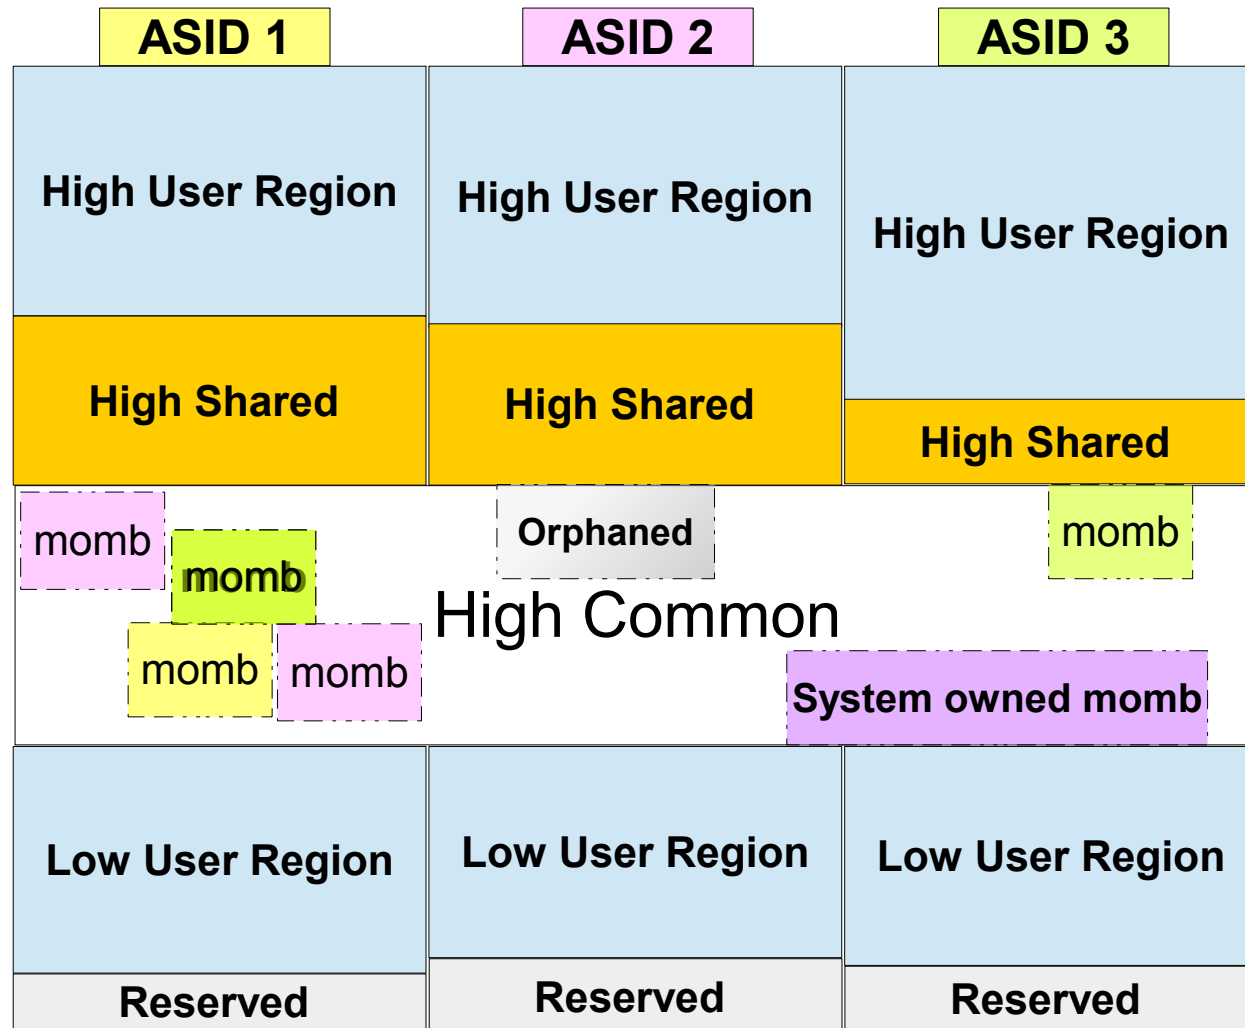 ASID 1
ASID 2
ASID 3
High User Region
High User Region
High User Region
High Shared
High Shared
High Shared
momb
momb
Orphaned
momb
High Common
momb
momb
System owned momb
Low User Region
Low User Region
Low User Region
Reserved
Reserved
Reserved